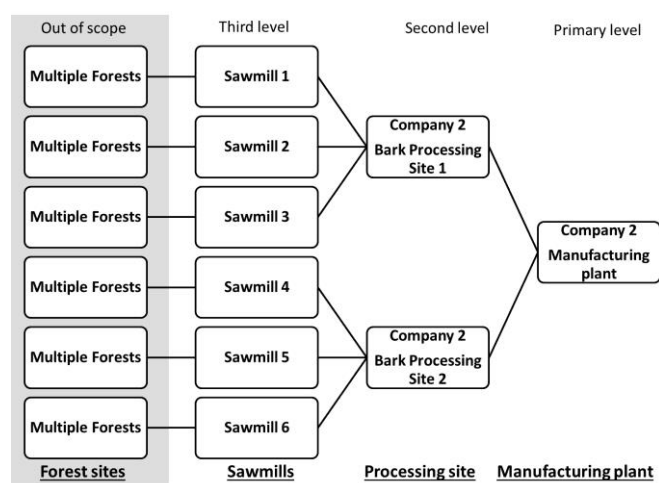 Out of scope
Third level
Second level
Primary level
Multiple Forests
Sawmill 1
Multiple Forests
Sawmill 2
Company 2
Bark Processing
Site 1
Multiple Forests
Sawmill 3
Company 2
Manufacturing
plant
Multiple Forests
Sawmill 4
Multiple Forests
Sawmill 5
Company 2
Bark Processing
Site 2
Multiple Forests
Sawmill 6
Forest sites
Sawmills
Processing site
Manufacturing plant